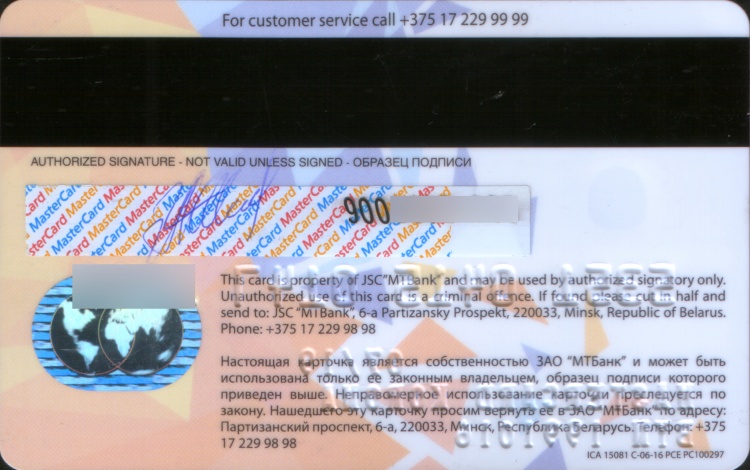 For customer service call +375 17 229 99 99
AUTHORIZED SIGNATURE - NOT VALID UNLESS SIGNED - ОБРАЗЕЦ ПОДПИСИ
MasterCard MasterCard MasterCard
900
This card is property of JSC "MTBank" and may be used by authorized signatory only.
Unauthorized use of this card is a criminal offence. If found please cut in half and
send to: JSC "MTBank", 6-a Partizansky Prospekt, 220033, Minsk, Republic of Belarus.
Phone: +375 17 229 98 98
Настоящая карточка является собственностью ЗАО "МТБанк" и может быть
использована только ее законным владельцем, образец подписи которого
приведен выше. Неправомерное использование карточки преследуется по
закону. Нашедшего эту карточку просим вернуть ее в ЗАО "МТБанк" по адресу:
Партизанский проспект, 6-а, 220033, Минск, Республика Беларусь. Телефон: +375
17 229 98 98
ICA 15081 C-06-16 PCE PC100297